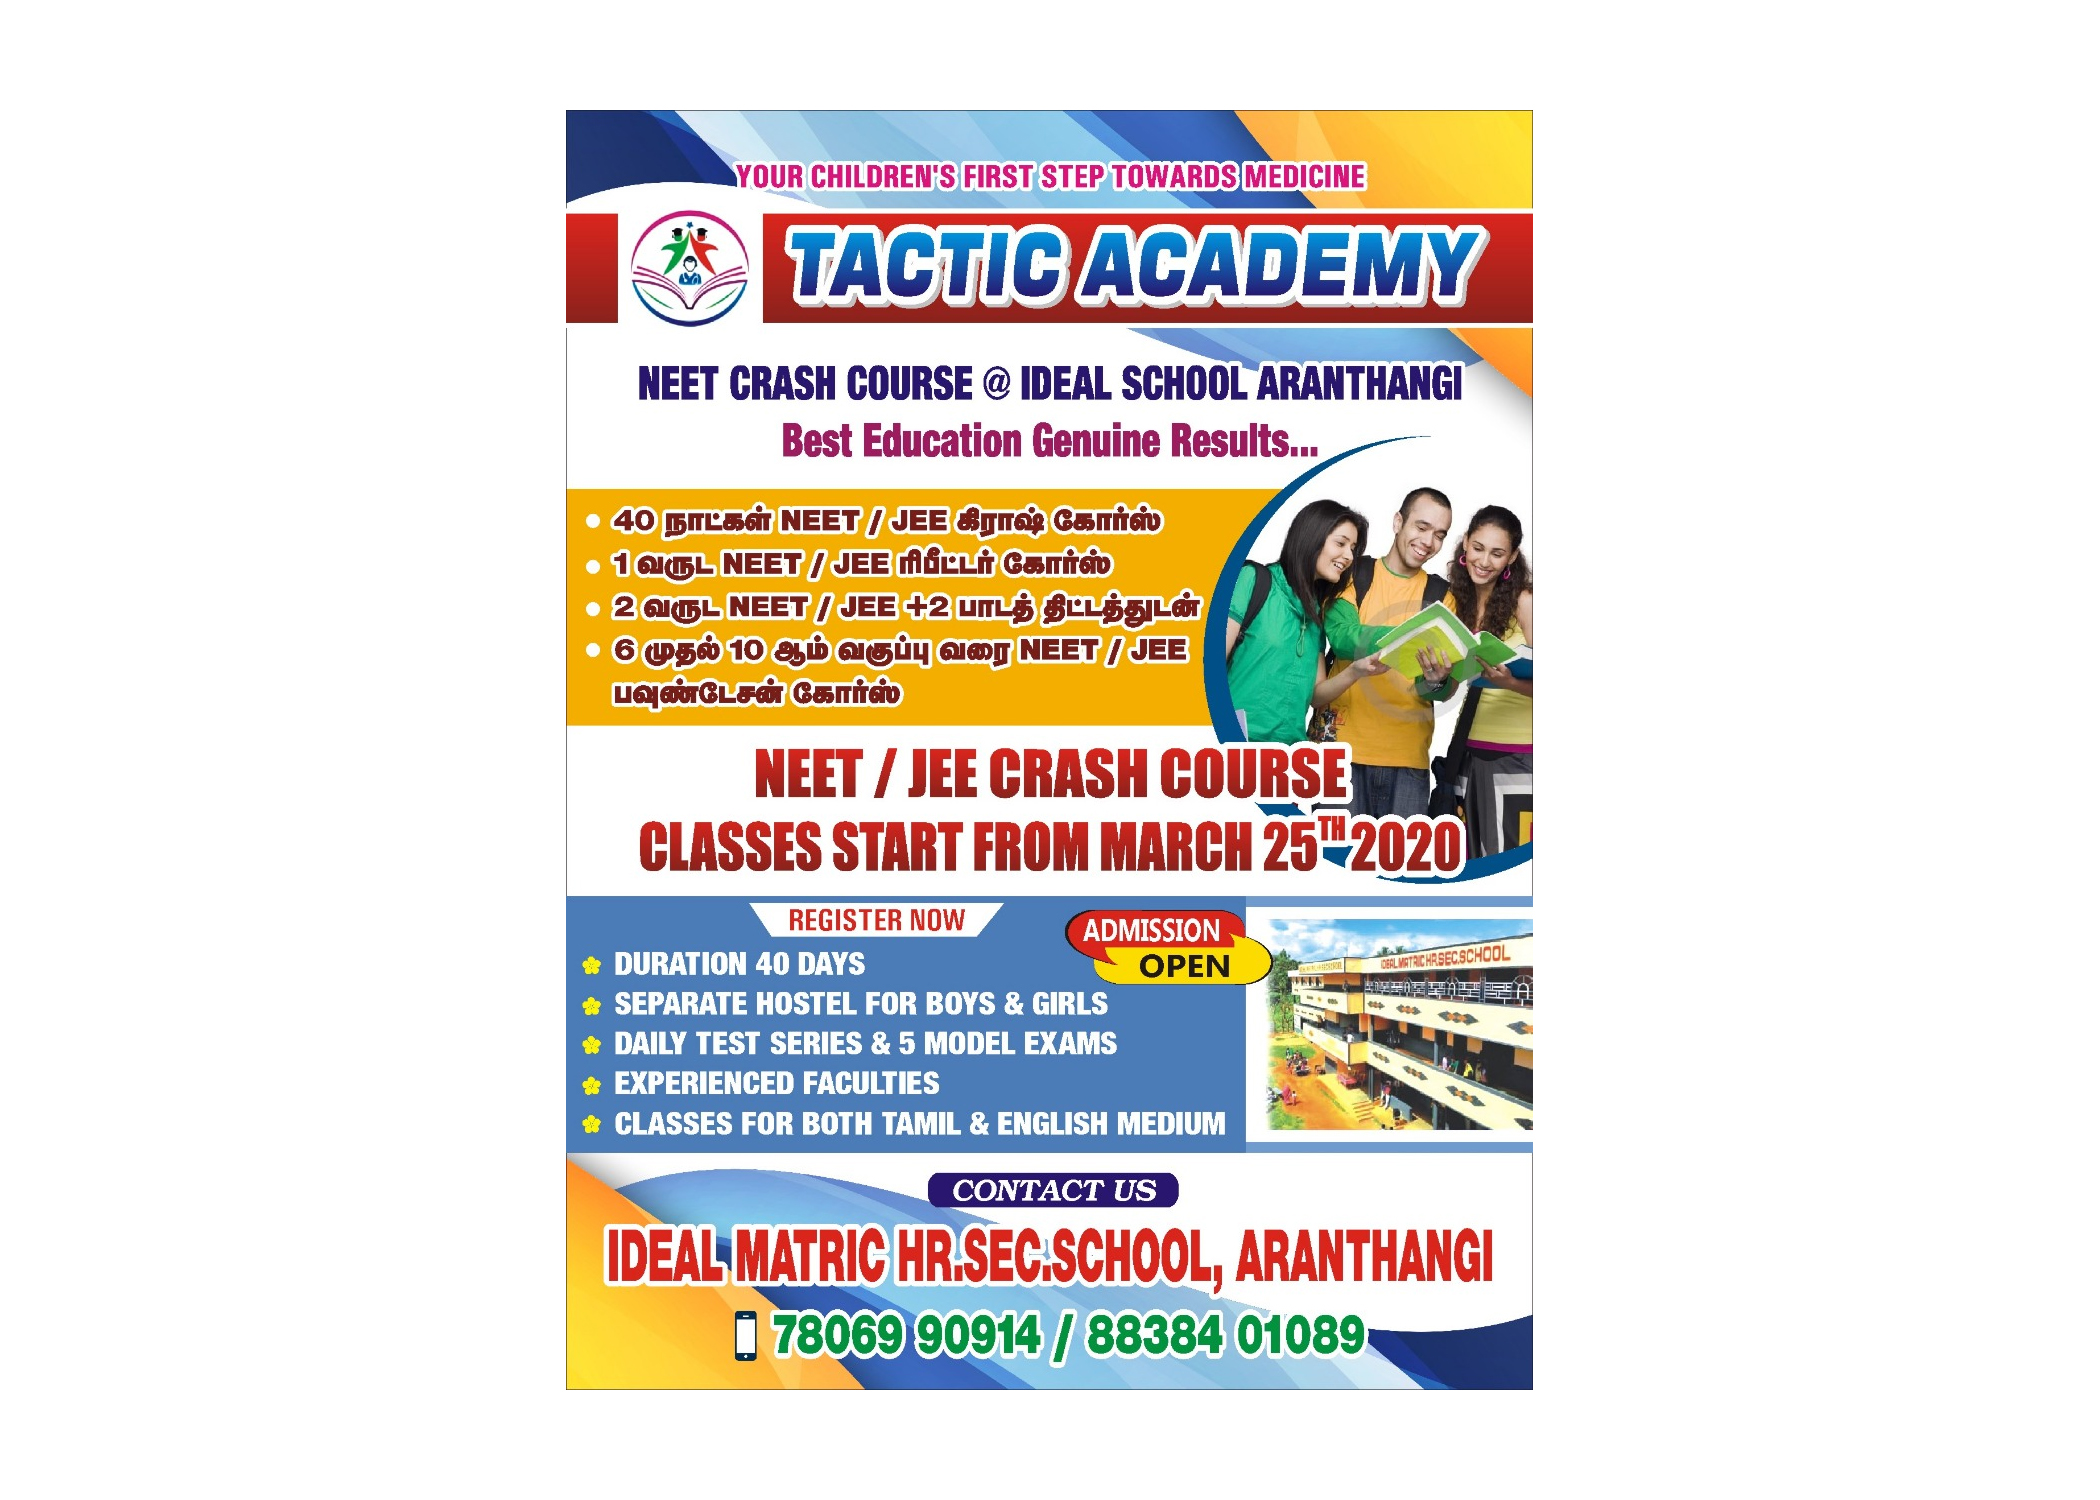 YOUR CHILDREN'S FIRST STEP TOWARDS MEDICINE
TACTIC ACADEMY
NEET CRASH COURSE @ IDEAL SCHOOL ARANTHANGI
Best Education Genuine Results...
40 நாட்கள் NEET / JEE கிராஷ் கோர்ஸ்
1 வருட NEET / JEE ரிபீட்டர் கோர்ஸ்
2 வருட NEET / JEE +2 பாடத் திட்டத்துடன்
6 முதல் 10 ஆம் வகுப்பு வரை NEET / JEE
பவுண்டேசன் கோர்ஸ்
NEET / JEE CRASH COURSE
CLASSES START FROM MARCH 25TH 2020
REGISTER NOW
ADMISSION
OPEN
DURATION 40 DAYS
SEPARATE HOSTEL FOR BOYS & GIRLS
DAILY TEST SERIES & 5 MODEL EXAMS
EXPERIENCED FACULTIES
CLASSES FOR BOTH TAMIL & ENGLISH MEDIUM
IDEAL MATRIC HR.SEC.SCHOOL
CONTACT US
IDEAL MATRIC HR.SEC.SCHOOL, ARANTHANGI
78069 90914 / 88384 01089